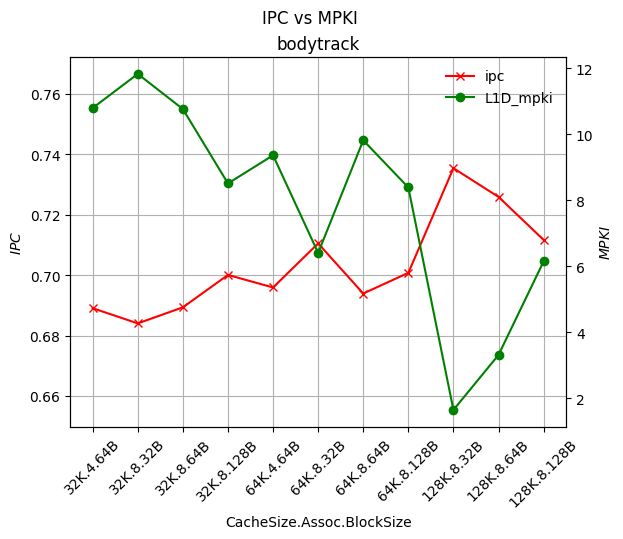 IPC vs MPKI
bodytrack
ipc
L1D_mpki
0.76
0.74
0.72
0.70
0.68
0.66
IPC
12
10
8
6
4
2
MPKI
32K.4.64B
32K.8.32B
32K.8.64B
32K.8.128B
64K.4.64B
64K.8.32B
64K.8.64B
64K.8.128B
128K.8.32B
128K.8.64B
128K.8.128B
CacheSize.Assoc.BlockSize